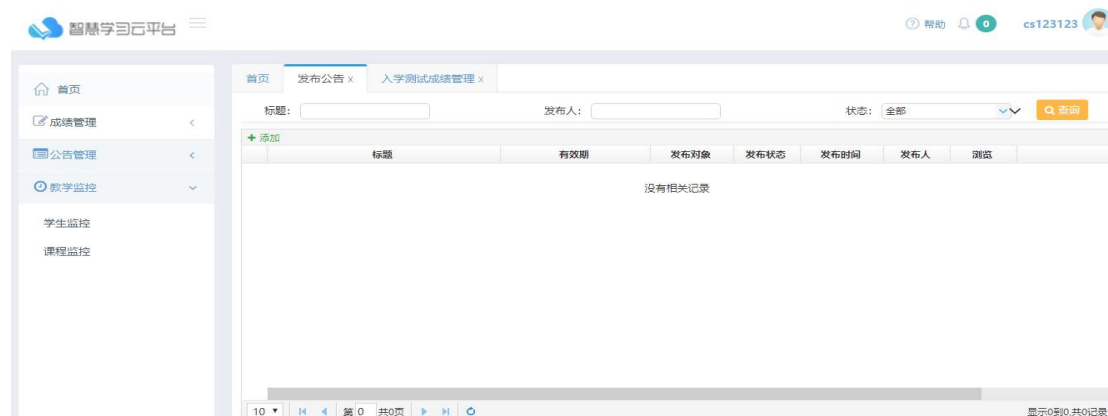 智慧学习云平台
帮助 0 cs123123
首页
成绩管理
公告管理
教学监控
学生监控
课程监控
首页 发布公告 x 入学测试成绩管理 x
标题: 发布人: 状态: 全部 查询
添加
标题 有效期 发布对象 发布状态 发布时间 发布人 浏览
没有相关记录
10 第 0 共0页 显示0到0,共0记录